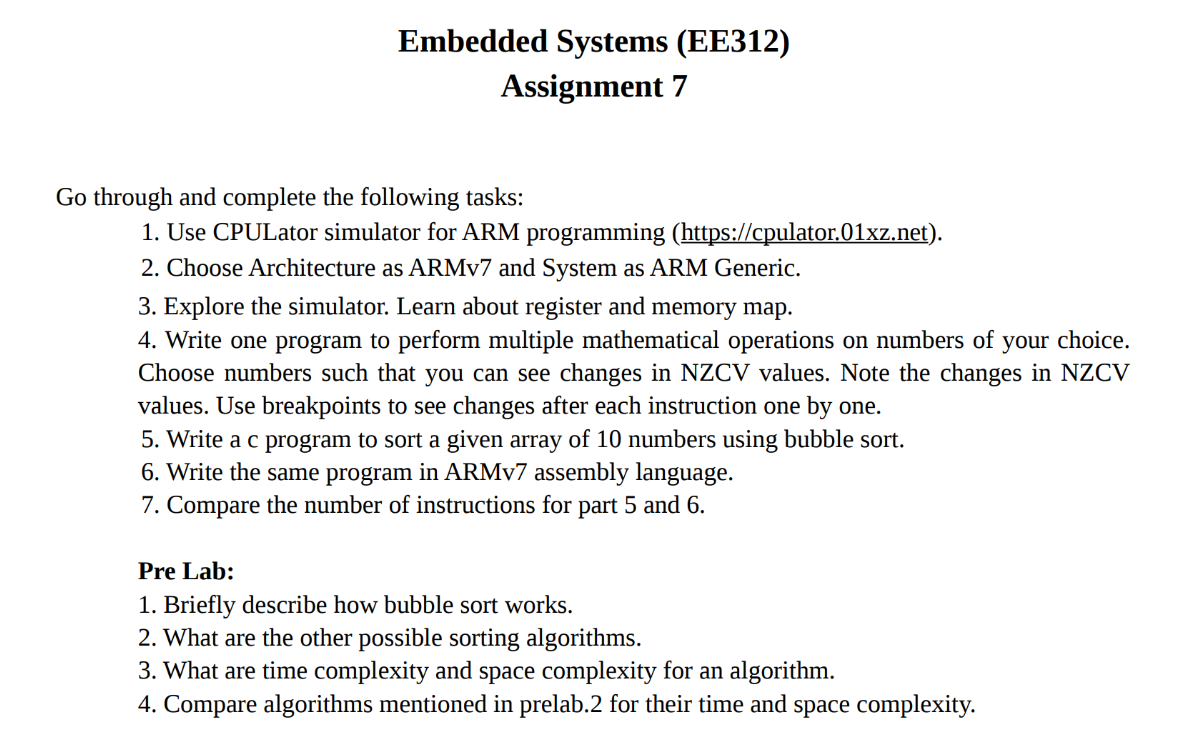 Embedded Systems (EE312)
Assignment 7
Go through and complete the following tasks:
1. Use CPULator simulator for ARM programming (https://cpulator.01xz.net).
2. Choose Architecture as ARMv7 and System as ARM Generic.
3. Explore the simulator. Learn about register and memory map.
4. Write one program to perform multiple mathematical operations on numbers of your choice.
Choose numbers such that you can see changes in NZCV values. Note the changes in NZCV
values. Use breakpoints to see changes after each instruction one by one.
5. Write a c program to sort a given array of 10 numbers using bubble sort.
6. Write the same program in ARMv7 assembly language.
7. Compare the number of instructions for part 5 and 6.
Pre Lab:
1. Briefly describe how bubble sort works.
2. What are the other possible sorting algorithms.
3. What are time complexity and space complexity for an algorithm.
4. Compare algorithms mentioned in prelab.2 for their time and space complexity.